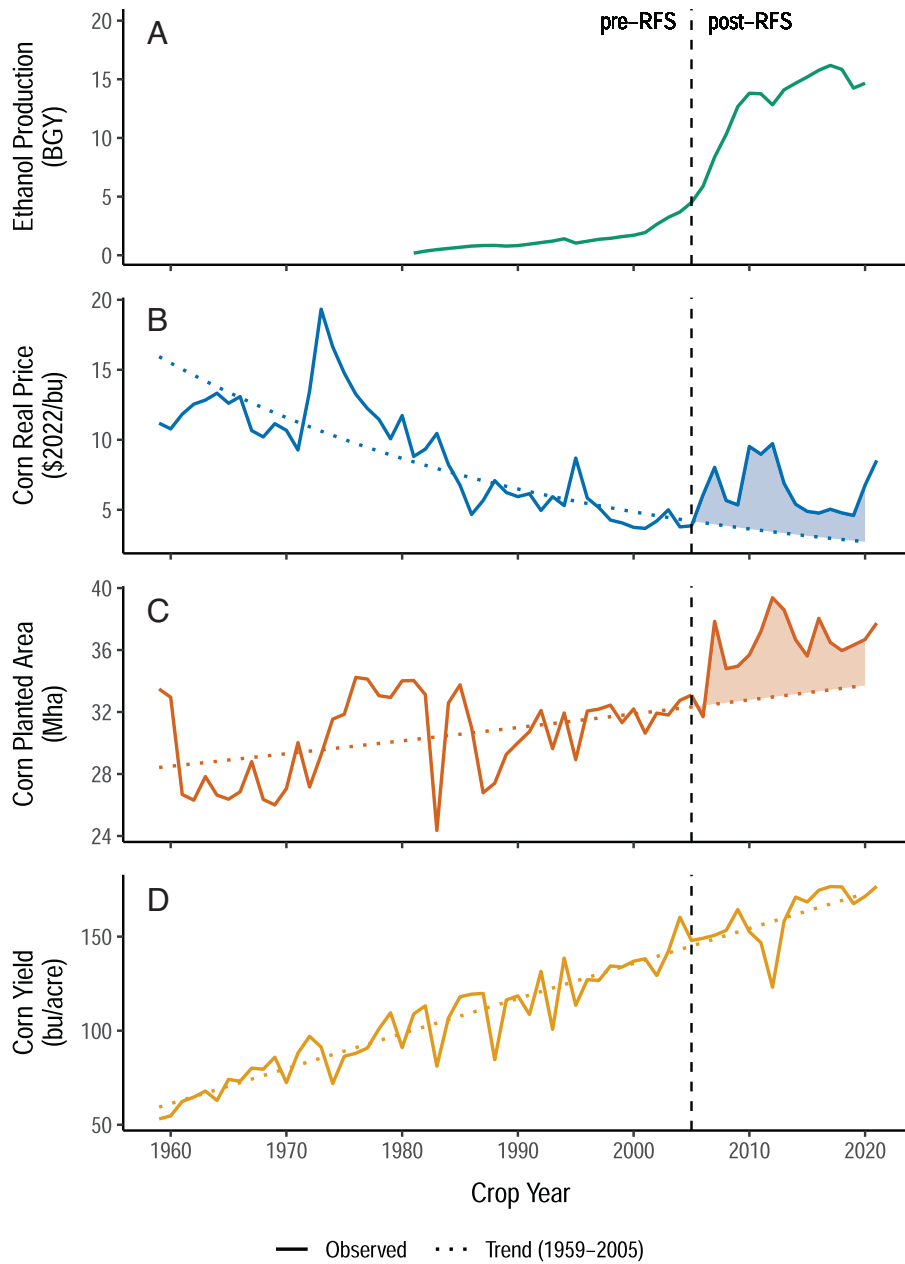 pre–RFS post–RFS
A
Ethanol Production
(BGY)
20
15
10
5
0
B
Corn Real Price
($2022/bu)
20
15
10
5
C
Corn Planted Area
(Mha)
40
36
32
28
24
D
Corn Yield
(bu/acre)
150
100
50
1960 1970 1980 1990 2000 2010 2020
Crop Year
Observed Trend (1959–2005)